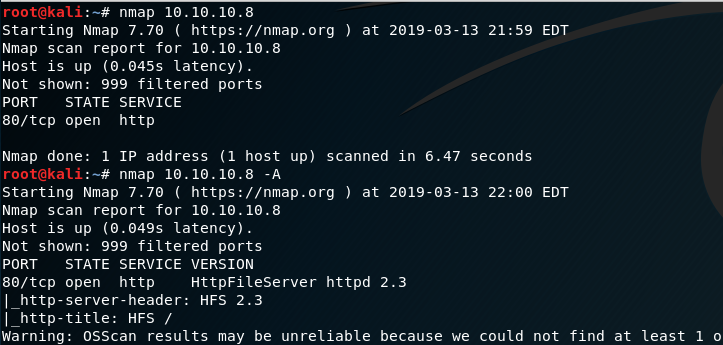 root@kali:~# nmap 10.10.10.8
Starting Nmap 7.70 ( https://nmap.org ) at 2019-03-13 21:59 EDT
Nmap scan report for 10.10.10.8
Host is up (0.045s latency).
Not shown: 999 filtered ports
PORT   STATE SERVICE
80/tcp open  http
Nmap done: 1 IP address (1 host up) scanned in 6.47 seconds
root@kali:~# nmap 10.10.10.8 -A
Starting Nmap 7.70 ( https://nmap.org ) at 2019-03-13 22:00 EDT
Nmap scan report for 10.10.10.8
Host is up (0.049s latency).
Not shown: 999 filtered ports
PORT   STATE SERVICE VERSION
80/tcp open  http    HttpFileServer httpd 2.3
|_http-server-header: HFS 2.3
|_http-title: HFS /
Warning: OSScan results may be unreliable because we could not find at least 1 o